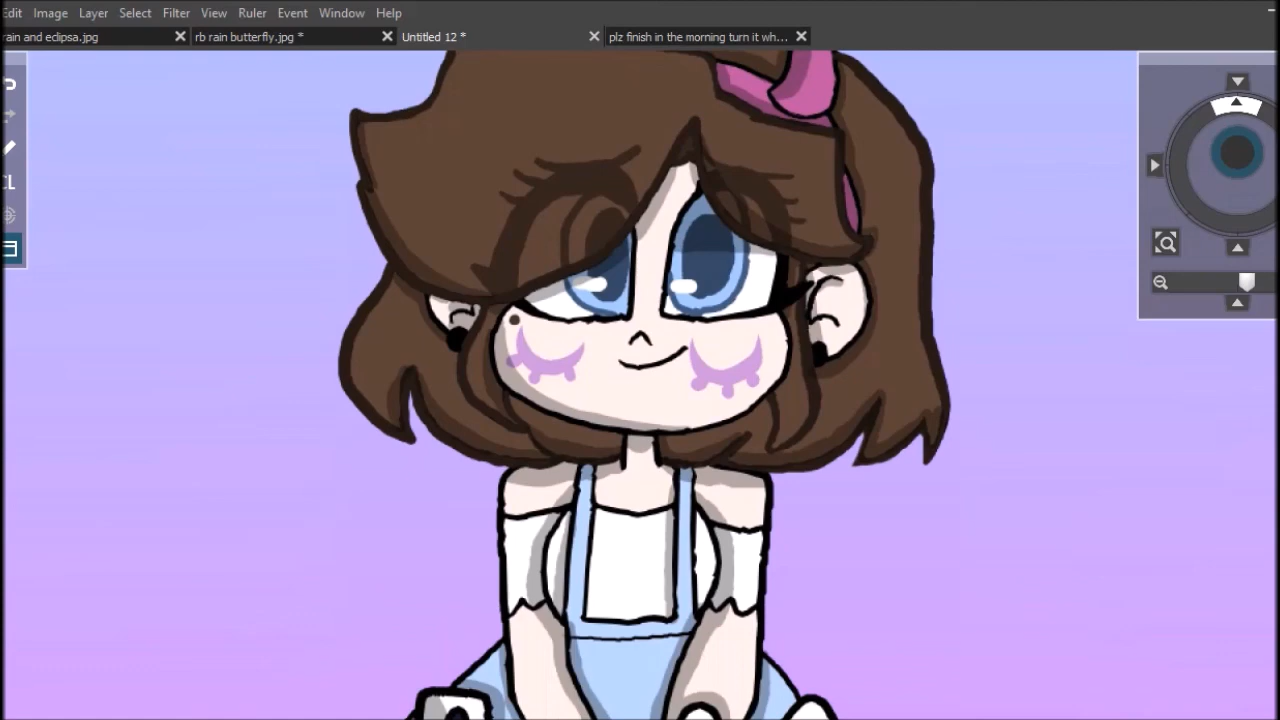 Edit Image Layer Select Filter View Ruler Event Window Help
rain and eclipsa.jpg rb rain butterfly.jpg * Untitled 12 * plz finish in the morning turn it wh...
CL